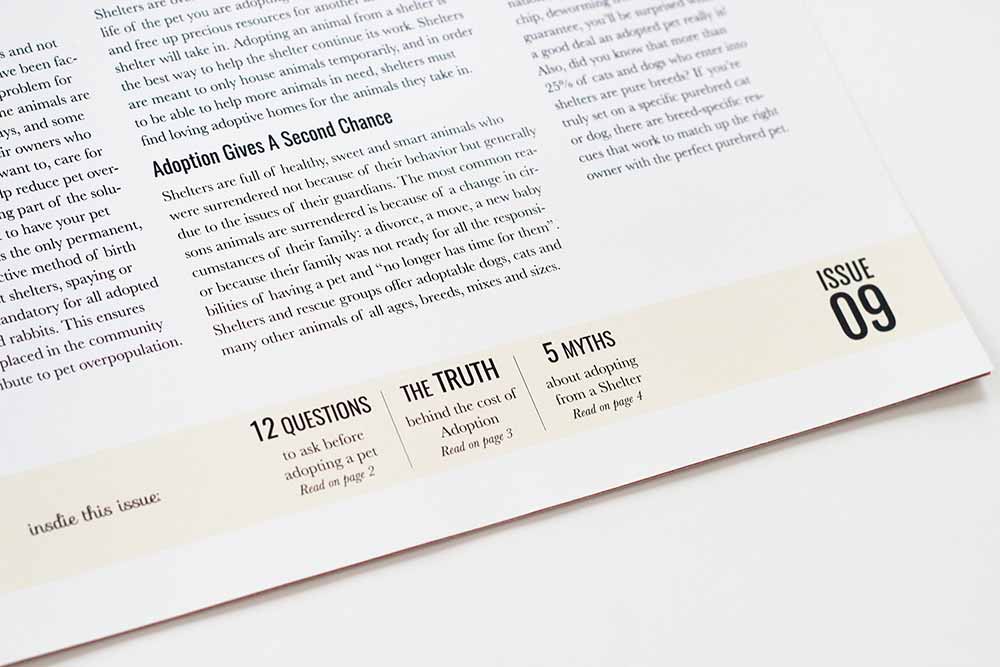 s and not
ve been fac-
problem for
ne animals are
ys, and some
ir owners who
want to, care for
lp reduce pet over-
ng part of the solu-
t to have your pet
s the only permanent,
ctive method of birth
t shelters, spaying or
andatory for all adopted
d rabbits. This ensures
placed in the community
ibute to pet overpopulation.
Shelters are over
life of the pet you are adopting
and free up precious resources for another
shelter will take in. Adopting an animal from a shelter is
the best way to help the shelter continue its work. Shelters
are meant to only house animals temporarily, and in order
to be able to help more animals in need, shelters must
find loving adoptive homes for the animals they take in.
Adoption Gives A Second Chance
Shelters are full of healthy, sweet and smart animals who
were surrendered not because of their behavior but generally
due to the issues of their guardians. The most common rea-
sons animals are surrendered is because of a change in cir-
cumstances of their family: a divorce, a move, a new baby
or because their family was not ready for all the responsi-
bilities of having a pet and “no longer has time for them”.
Shelters and rescue groups offer adoptable dogs, cats and
many other animals of all ages, breeds, mixes and sizes.
chip, deworming
guarantee, you'll be surprised what
a good deal an adopted pet really is!
Also, did you know that more than
25% of cats and dogs who enter into
shelters are pure breeds? If you're
truly set on a specific purebred cat
or dog, there are breed-specific res-
cues that work to match up the right
owner with the perfect purebred pet.
insdie this issue:
12 QUESTIONS
to ask before
adopting a pet
Read on page 2
THE TRUTH
behind the cost of
Adoption
Read on page 3
5 MYTHS
about adopting
from a Shelter
Read on page 4
ISSUE
09